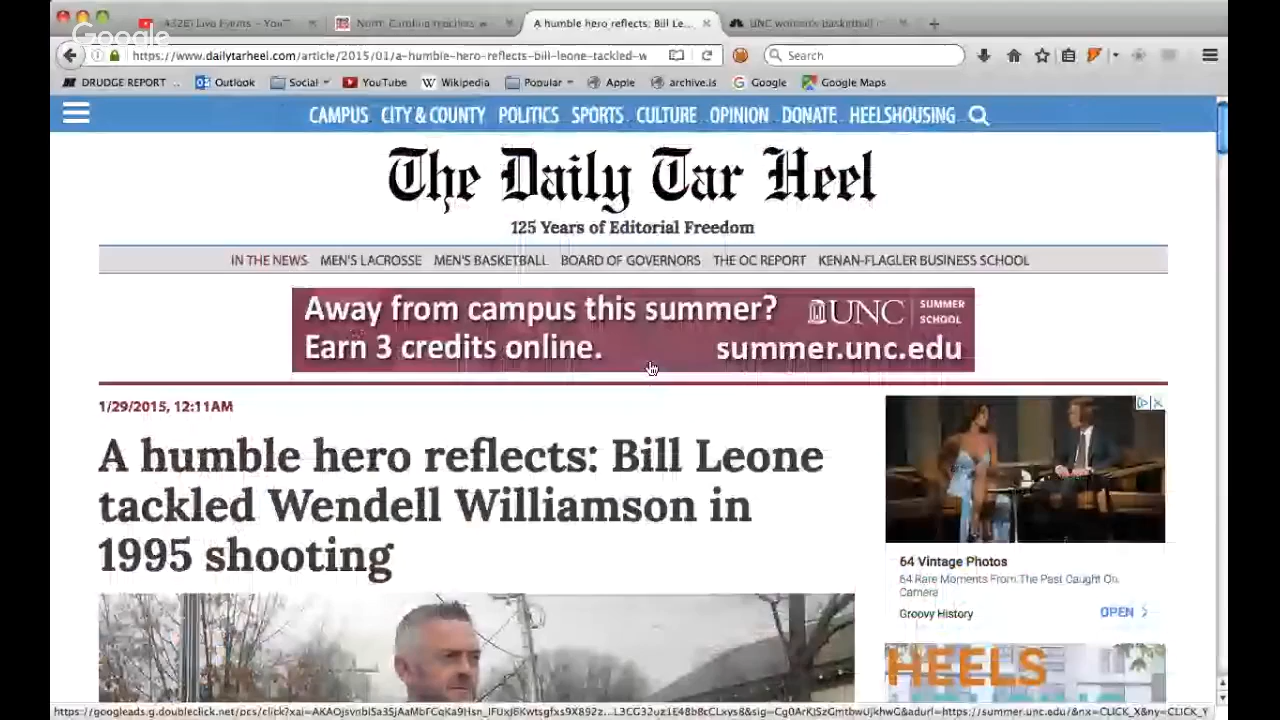 Google
A humble hero reflects: Bill Le...
UNC women's basketball
https://www.dailytarheel.com/article/2015/01/a-humble-hero-reflects-bill-leone-tackled-w
Search
DRUDGE REPORT
Outlook
Social
YouTube
Wikipedia
Popular
Apple
archive.is
Google
Google Maps
CAMPUS CITY & COUNTY POLITICS SPORTS CULTURE OPINION DONATE HEELSHOUSING
The Daily Tar Heel
125 Years of Editorial Freedom
IN THE NEWS MEN'S LACROSSE MEN'S BASKETBALL BOARD OF GOVERNORS THE OC REPORT KENAN-FLAGLER BUSINESS SCHOOL
Away from campus this summer?
Earn 3 credits online.
UNC
SUMMER
SCHOOL
summer.unc.edu
1/29/2015, 12:11AM
A humble hero reflects: Bill Leone
tackled Wendell Williamson in
1995 shooting
64 Vintage Photos
64 Rare Moments From The Past Caught On
Camera
Groovy History
OPEN
HEELS